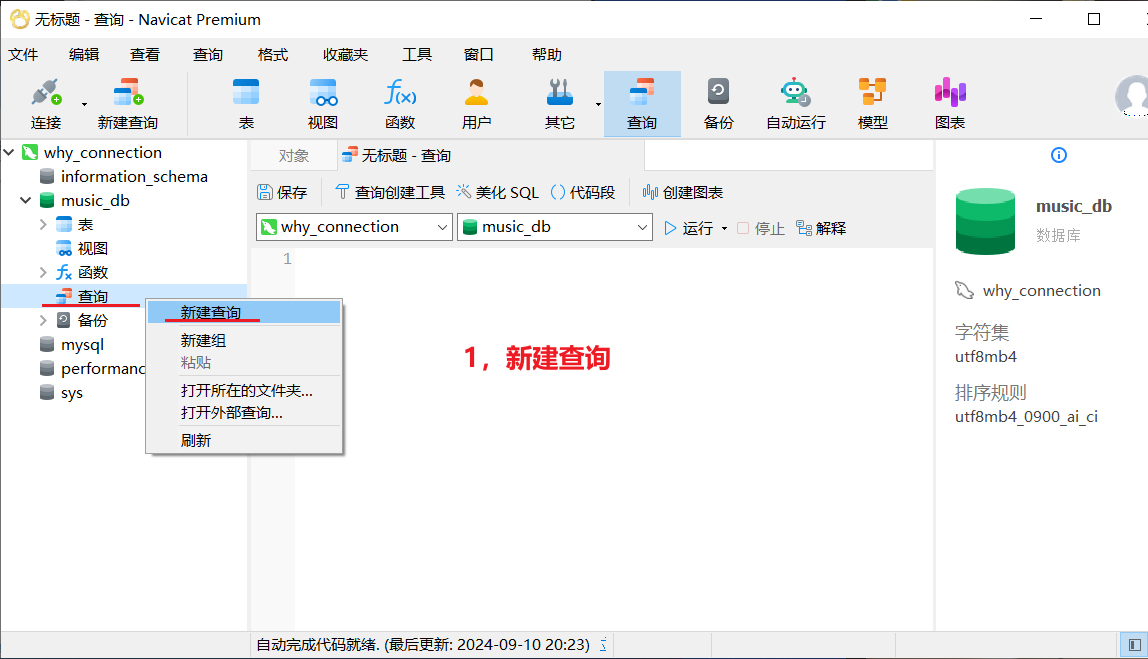 无标题 - 查询 - Navicat Premium
文件 编辑 查看 查询 格式 收藏夹 工具 窗口 帮助
连接 新建查询 表 视图 函数 用户 其它 查询 备份 自动运行 模型 图表
why_connection
information_schema
music_db
表
视图
函数
查询
备份
mysql
performanc
sys
新建查询
新建组
粘贴
打开所在的文件夹...
打开外部查询...
刷新
对象 无标题 - 查询
保存 查询创建工具 美化 SQL 代码段 创建图表
why_connection music_db 运行 停止 解释
1
1，新建查询
music_db
数据库
why_connection
字符集
utf8mb4
排序规则
utf8mb4_0900_ai_ci
自动完成代码就绪. (最后更新: 2024-09-10 20:23)